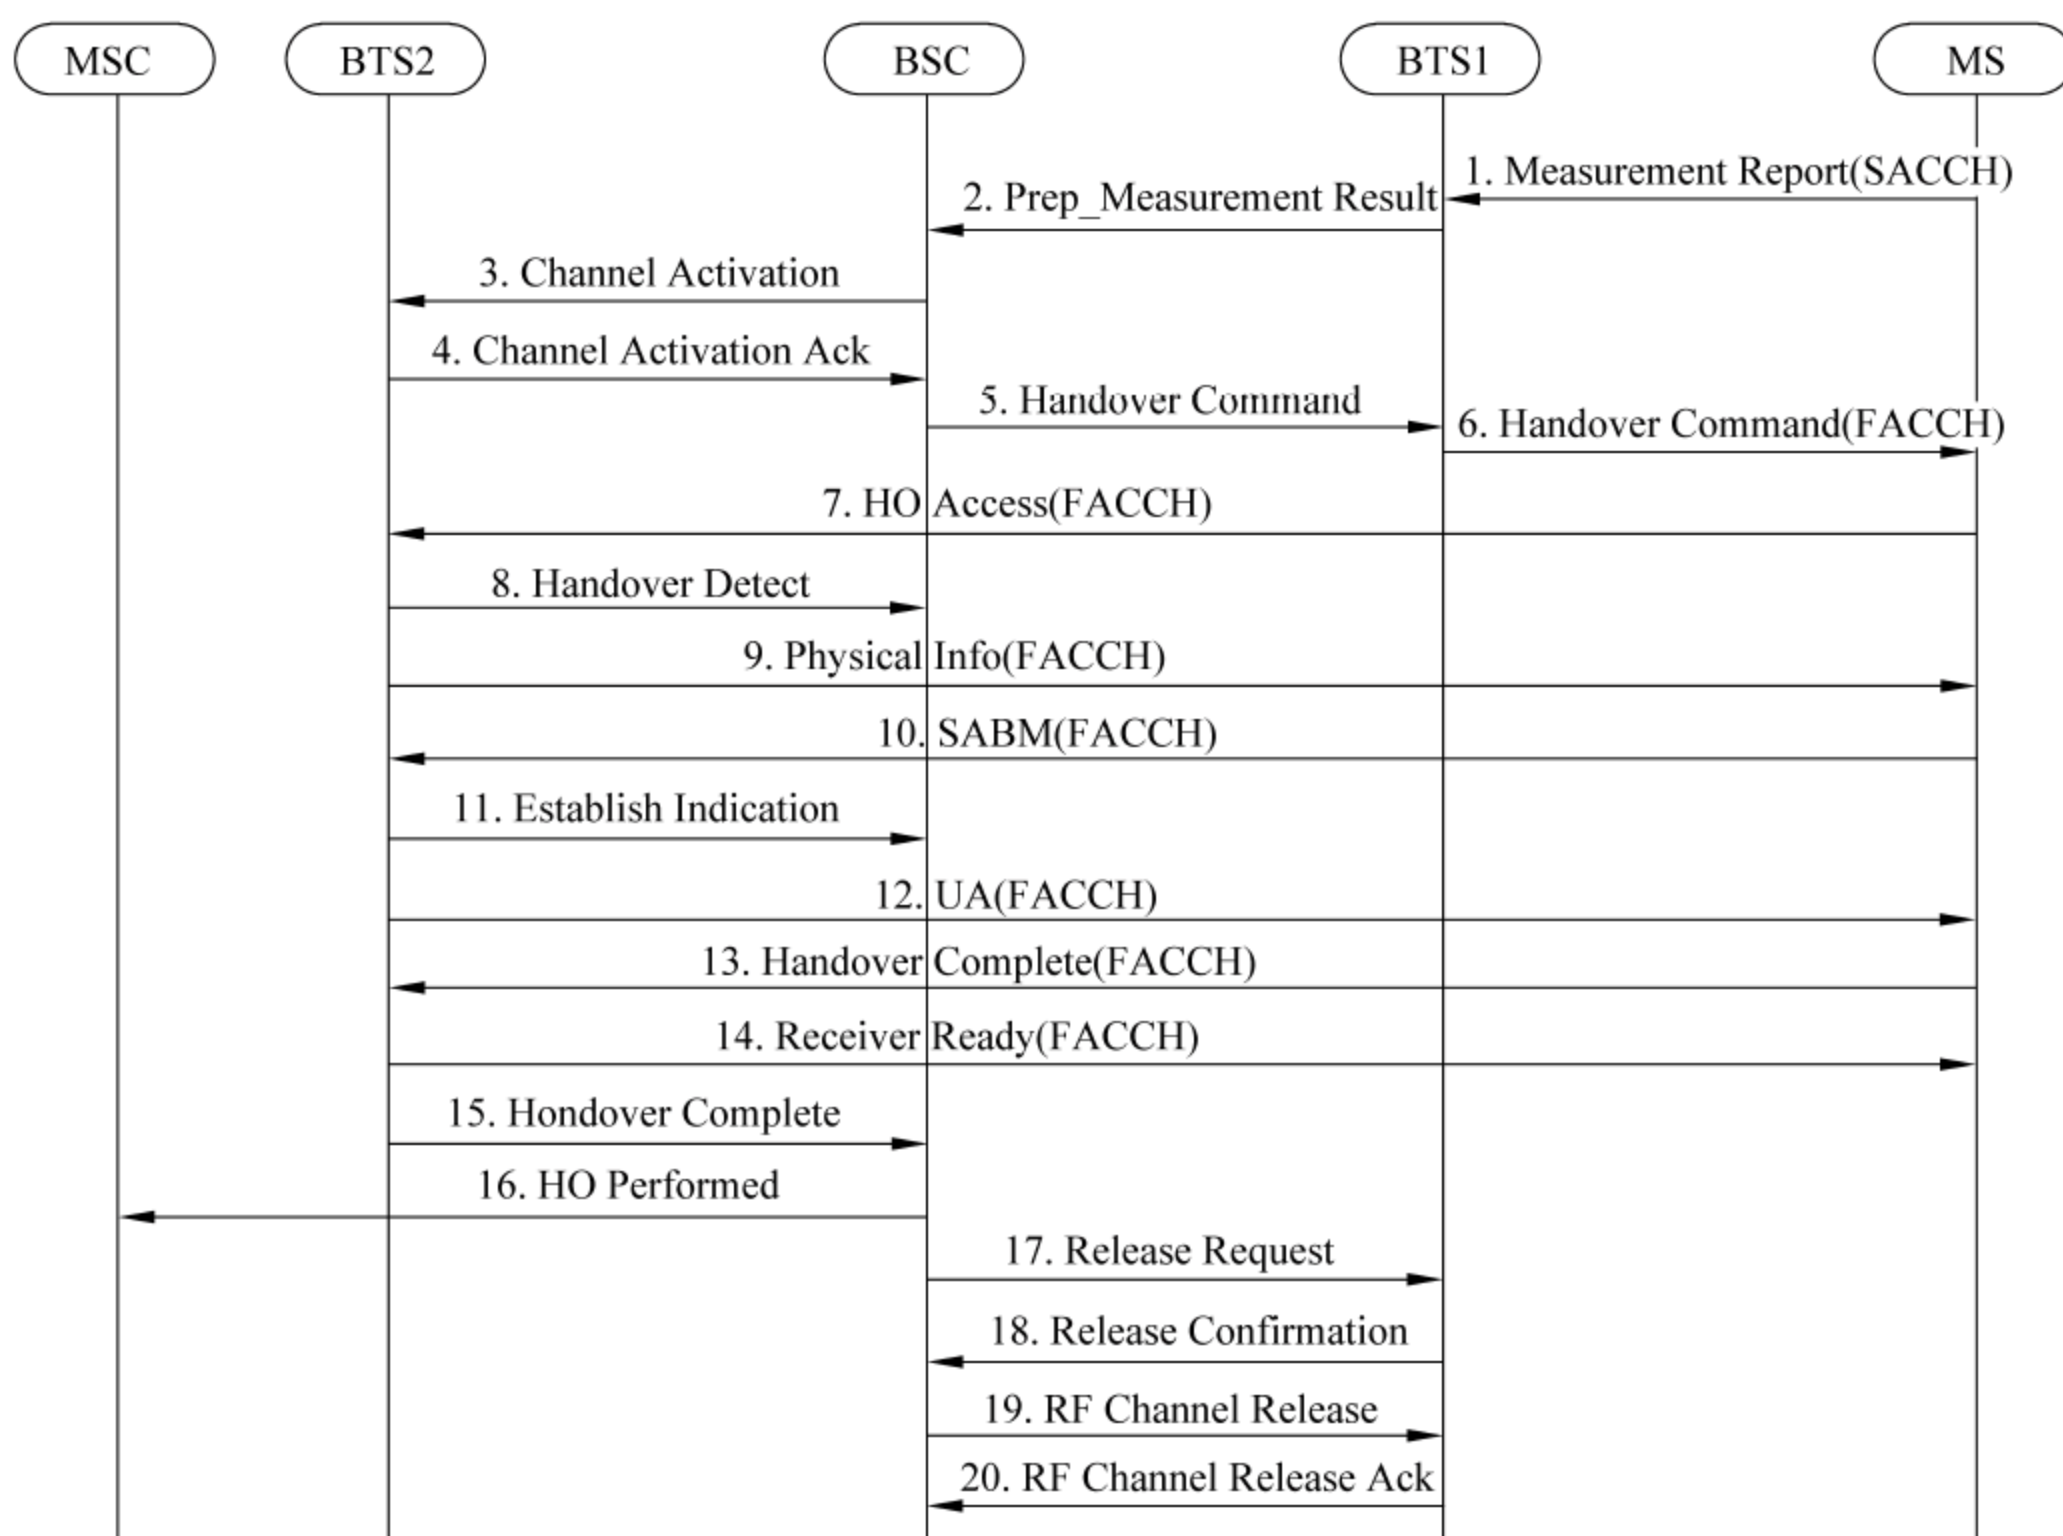 MSC
BTS2
BSC
BTS1
MS
1. Measurement Report(SACCH)
2. Prep_Measurement Result
3. Channel Activation
4. Channel Activation Ack
5. Handover Command
6. Handover Command(FACCH)
7. HO Access(FACCH)
8. Handover Detect
9. Physical Info(FACCH)
10. SABM(FACCH)
11. Establish Indication
12. UA(FACCH)
13. Handover Complete(FACCH)
14. Receiver Ready(FACCH)
15. Hondover Complete
16. HO Performed
17. Release Request
18. Release Confirmation
19. RF Channel Release
20. RF Channel Release Ack